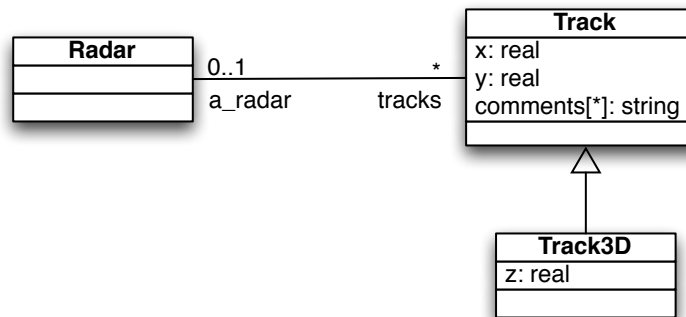 Radar
0..1
a_radar
*
tracks
Track
x: real
y: real
comments[*]: string
Track3D
z: real